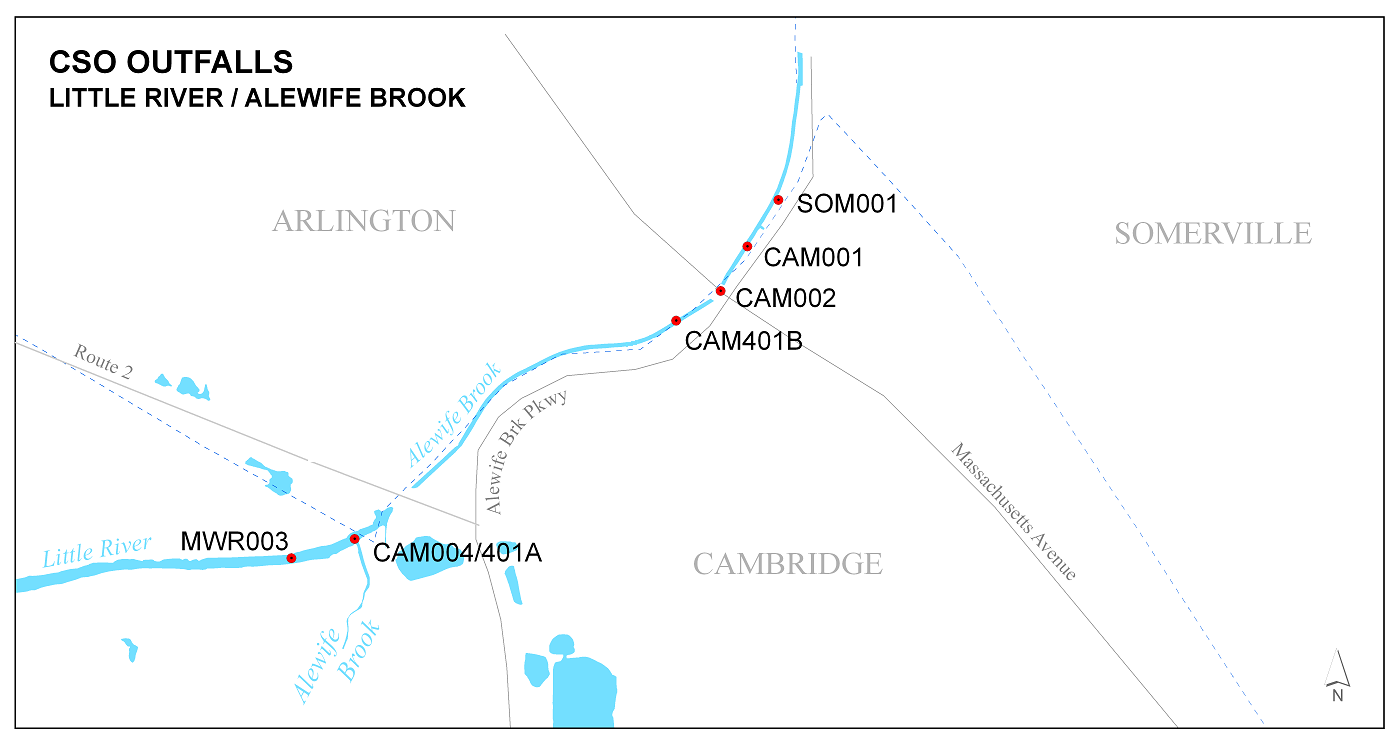 CSO OUTFALLS
LITTLE RIVER / ALEWIFE BROOK
ARLINGTON
SOM001
SOMERVILLE
CAM001
CAM002
CAM401B
Route 2
Alewife Brook
Alewife Brk Pkwy
Massachusetts Avenue
MWR003
Little River
CAM004/401A
CAMBRIDGE
Alewife
Brook
N